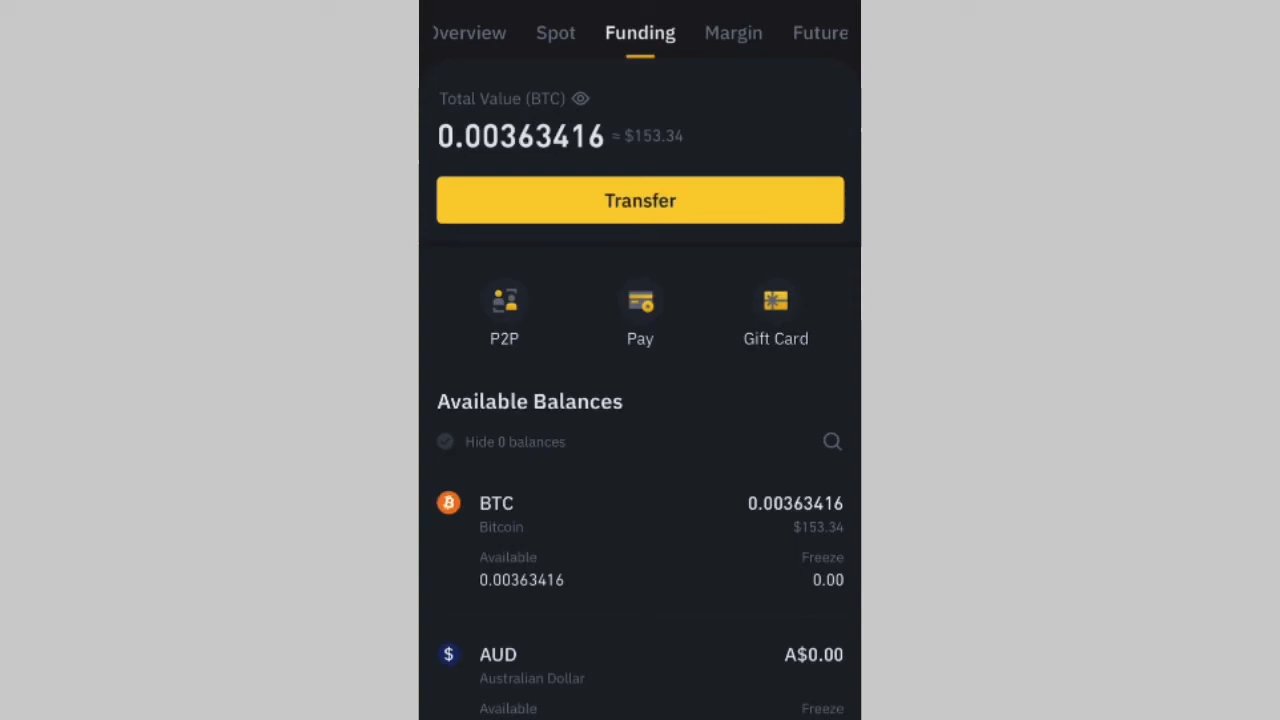 Overview Spot Funding Margin Future
Total Value (BTC)
0.00363416 ≈ $153.34
Transfer
P2P Pay Gift Card
Available Balances
Hide 0 balances
BTC 0.00363416
Bitcoin $153.34
Available Freeze
0.00363416 0.00
$ AUD A$0.00
Australian Dollar
Available Freeze